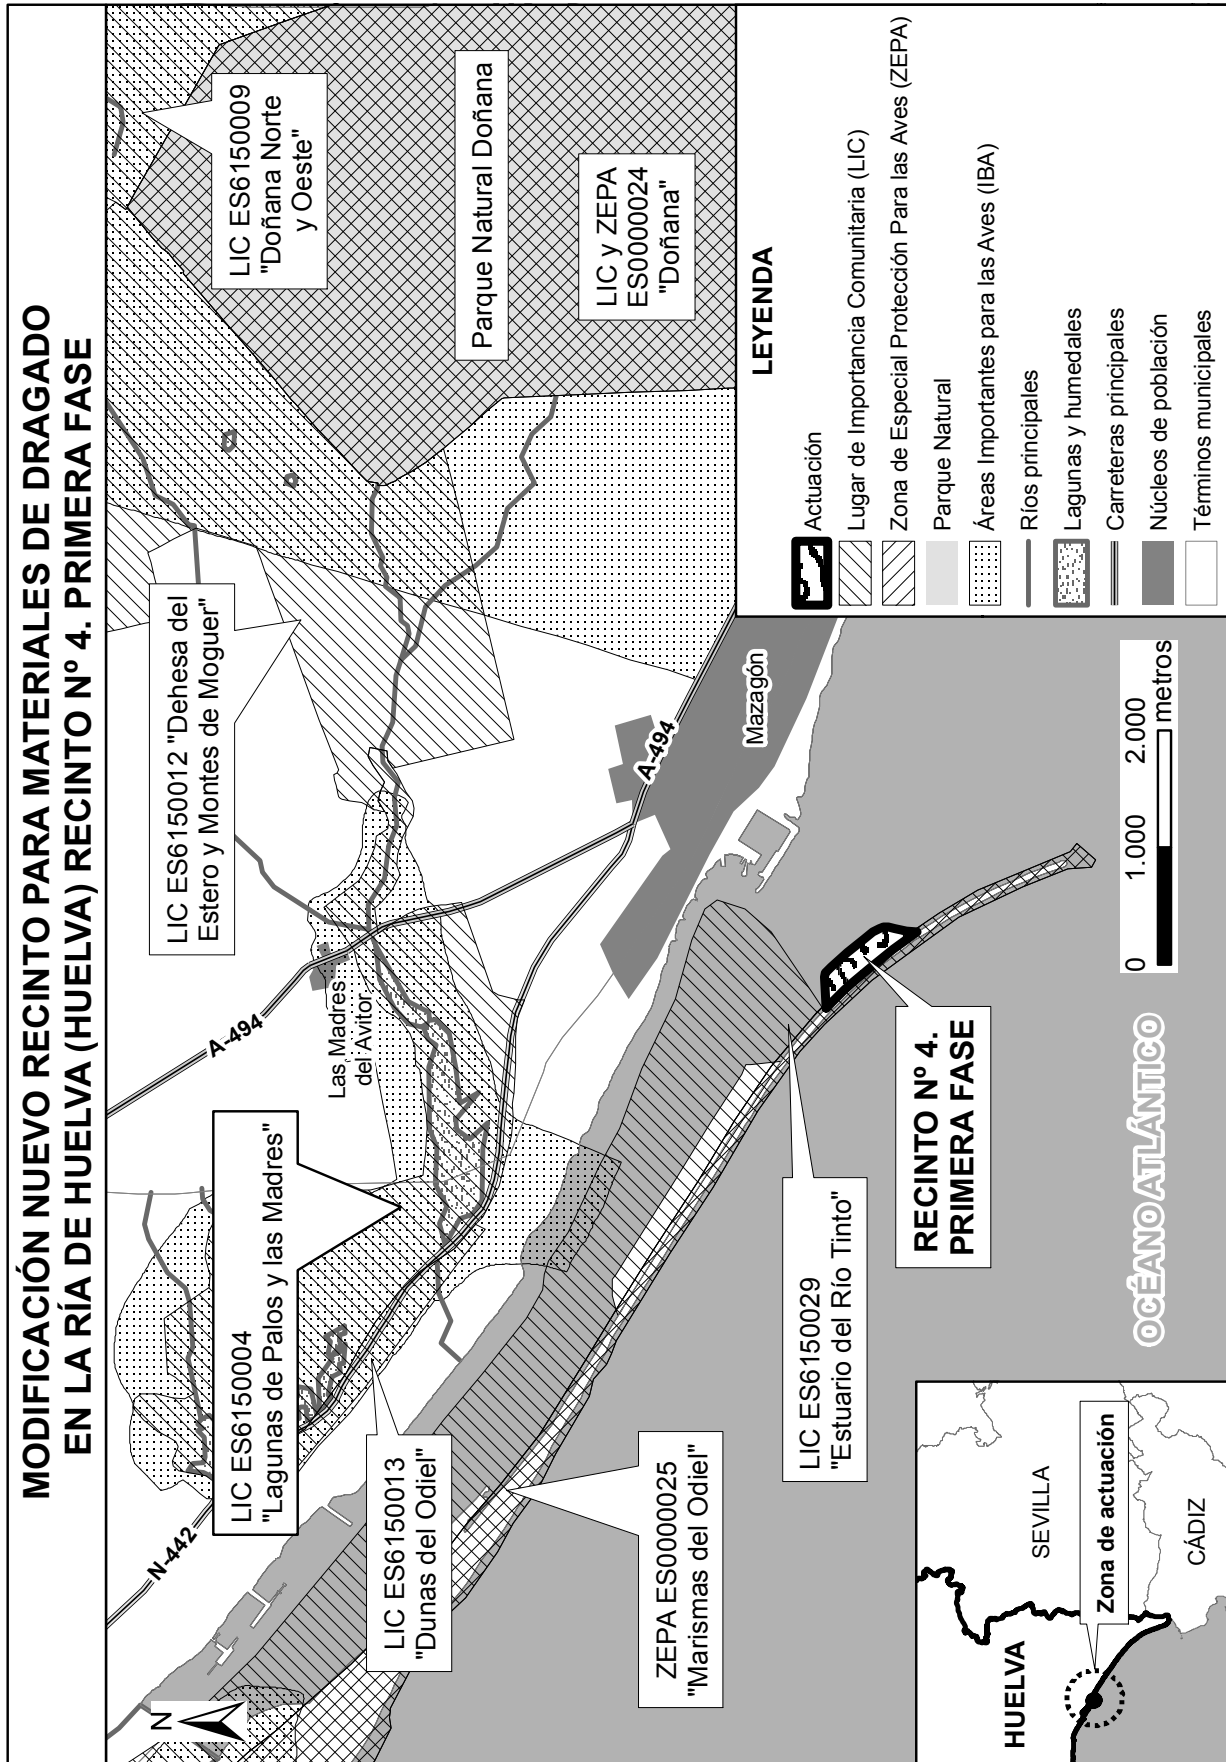 MODIFICACIÓN NUEVO RECINTO PARA MATERIALES DE DRAGADO
EN LA RÍA DE HUELVA (HUELVA) RECINTO Nº 4. PRIMERA FASE
N
N-442
LIC ES6150004
"Lagunas de Palos y las Madres"
LIC ES6150013
"Dunas del Odiel"
ZEPA ES0000025
"Marismas del Odiel"
A-494
Las Madres
del Avitor
LIC ES6150012 "Dehesa del
Estero y Montes de Moguer"
LIC ES6150009
"Doñana Norte
y Oeste"
Parque Natural Doñana
LIC y ZEPA
ES0000024
"Doñana"
A-494
Mazagón
LIC ES6150029
"Estuario del Río Tinto"
RECINTO Nº 4.
PRIMERA FASE
OCÉANO ATLÁNTICO
0 1.000 2.000
metros
LEYENDA
Actuación
Lugar de Importancia Comunitaria (LIC)
Zona de Especial Protección Para las Aves (ZEPA)
Parque Natural
Áreas Importantes para las Aves (IBA)
Ríos principales
Lagunas y humedales
Carreteras principales
Núcleos de población
Términos municipales
HUELVA
SEVILLA
Zona de actuación
CÁDIZ